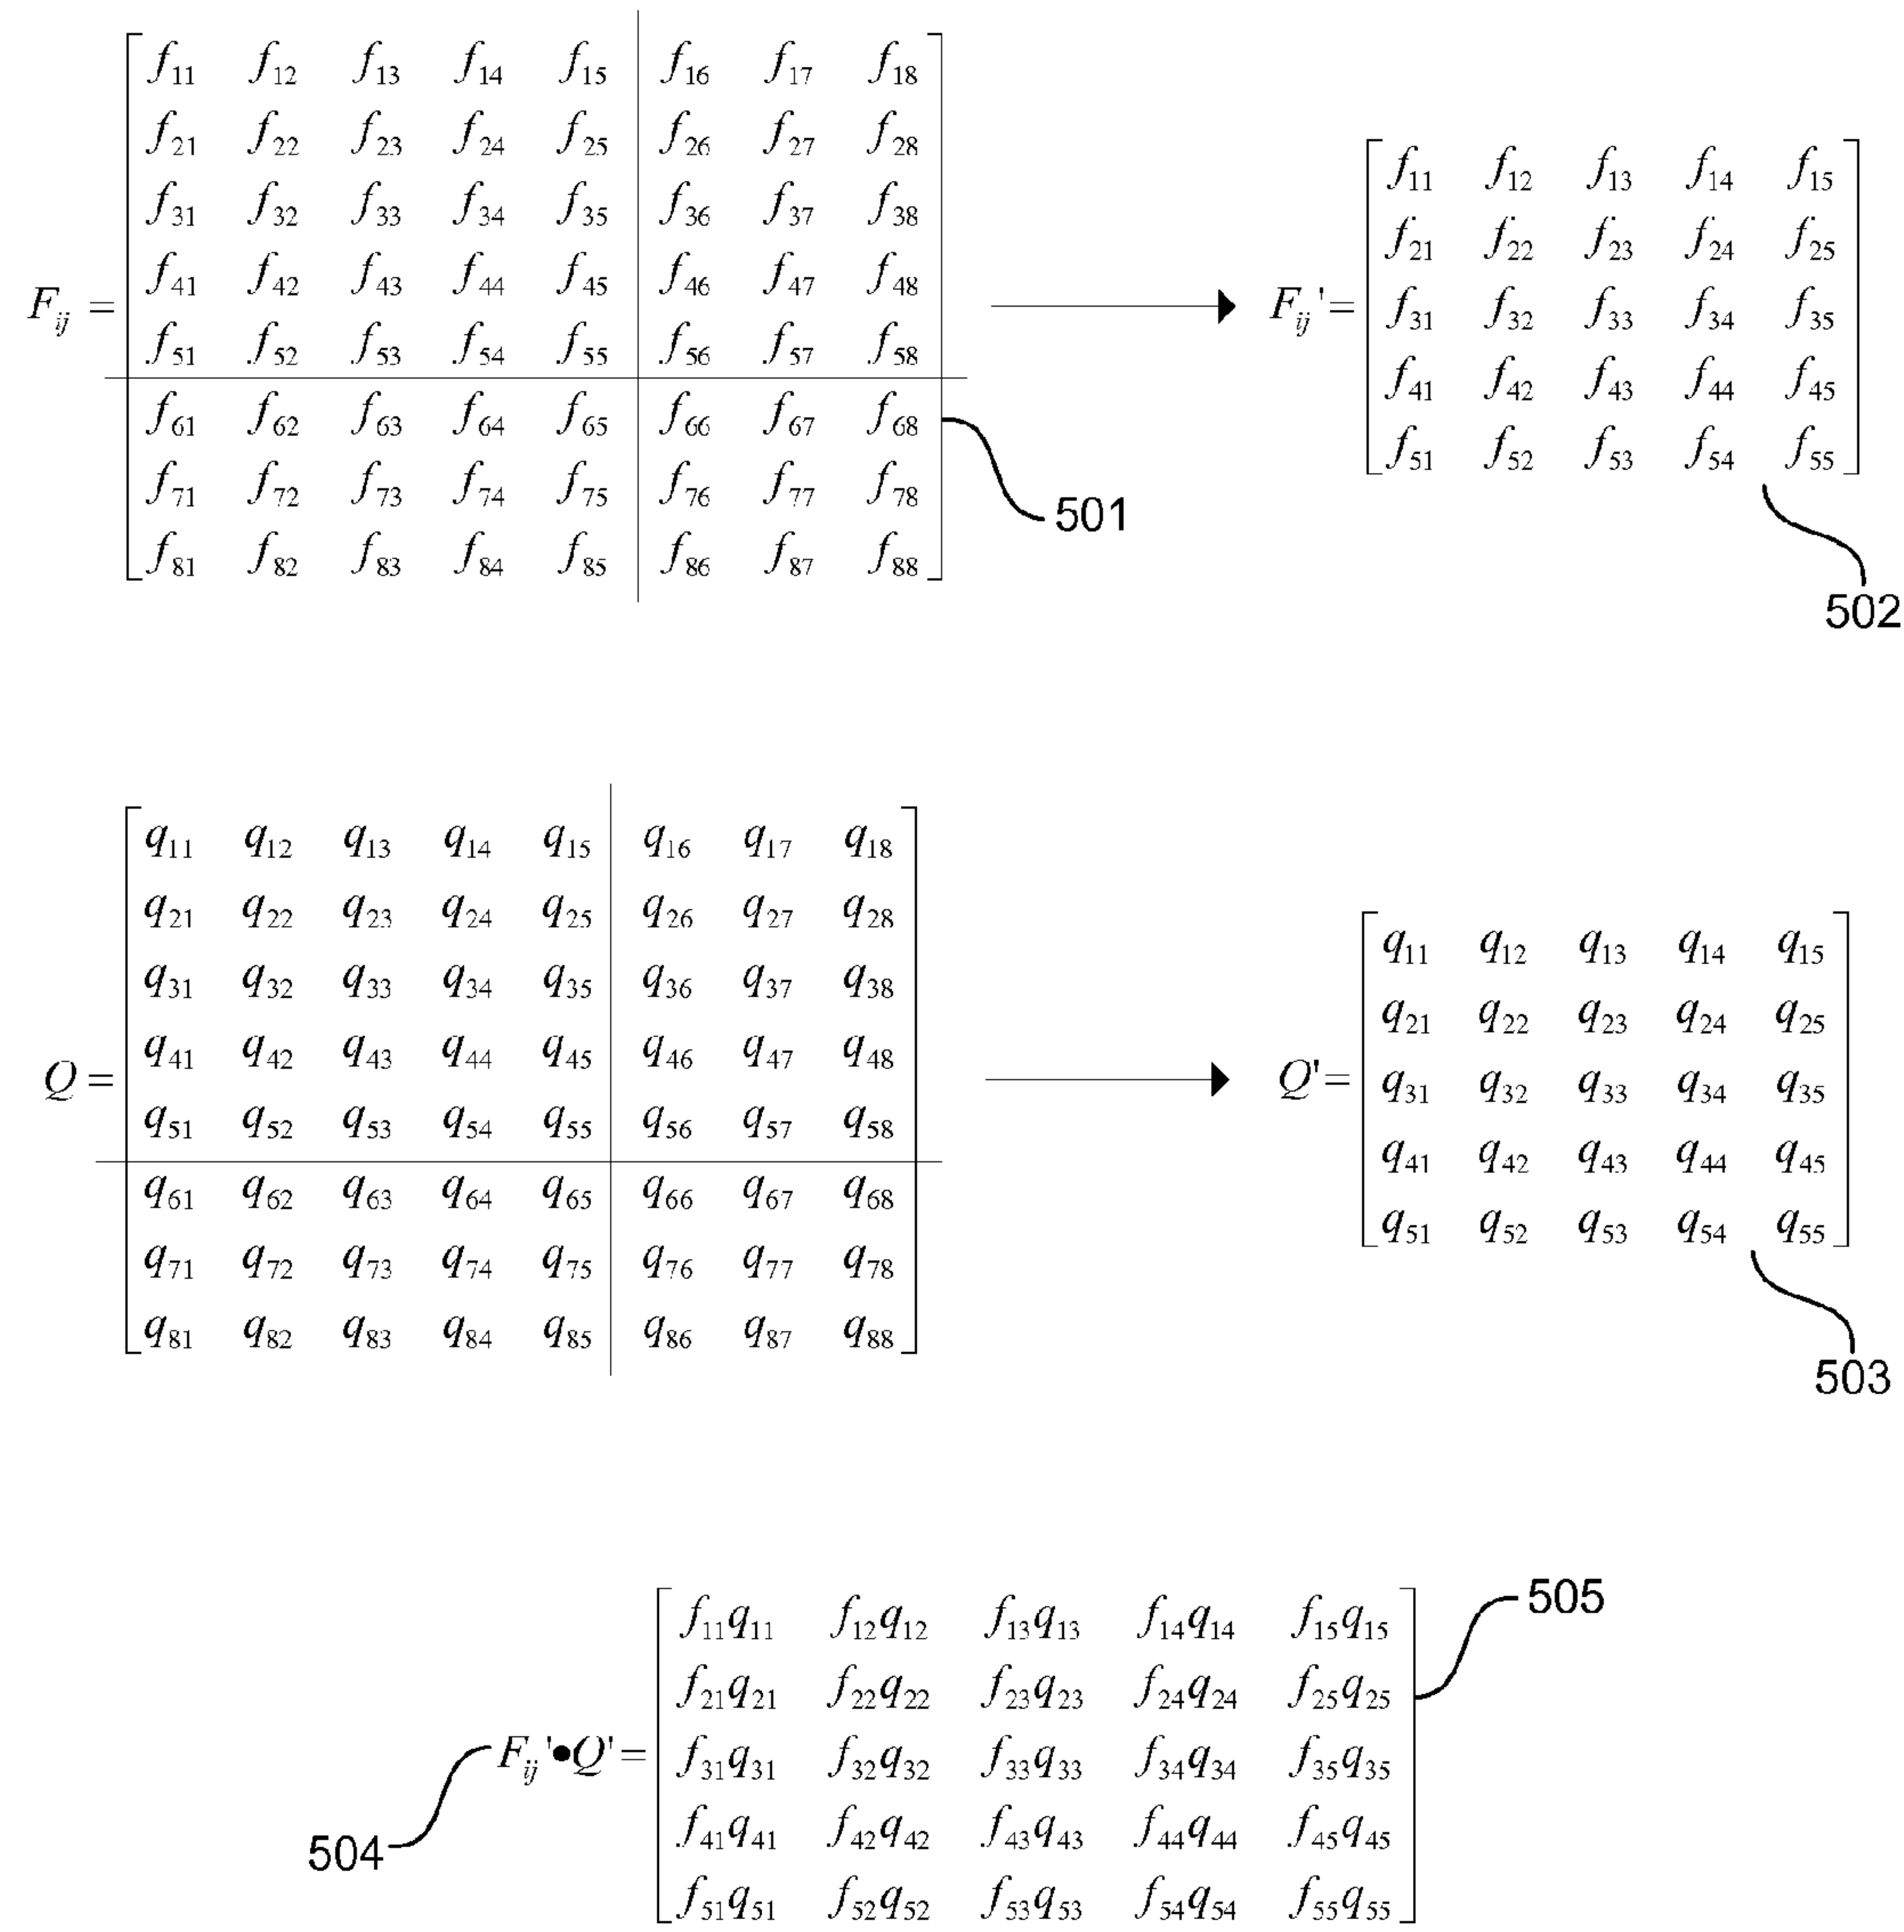 f11 f12 f13 f14 f15 f16 f17 f18
f21 f22 f23 f24 f25 f26 f27 f28
f31 f32 f33 f34 f35 f36 f37 f38
f41 f42 f43 f44 f45 f46 f47 f48
Fij =
f51 f52 f53 f54 f55 f56 f57 f58
f61 f62 f63 f64 f65 f66 f67 f68
f71 f72 f73 f74 f75 f76 f77 f78
f81 f82 f83 f84 f85 f86 f87 f88
501
f11 f12 f13 f14 f15
f21 f22 f23 f24 f25
Fij'= f31 f32 f33 f34 f35
f41 f42 f43 f44 f45
f51 f52 f53 f54 f55
502
q11 q12 q13 q14 q15 q16 q17 q18
q21 q22 q23 q24 q25 q26 q27 q28
q31 q32 q33 q34 q35 q36 q37 q38
q41 q42 q43 q44 q45 q46 q47 q48
Q =
q51 q52 q53 q54 q55 q56 q57 q58
q61 q62 q63 q64 q65 q66 q67 q68
q71 q72 q73 q74 q75 q76 q77 q78
q81 q82 q83 q84 q85 q86 q87 q88
q11 q12 q13 q14 q15
q21 q22 q23 q24 q25
Q'= q31 q32 q33 q34 q35
q41 q42 q43 q44 q45
q51 q52 q53 q54 q55
503
f11q11 f12q12 f13q13 f14q14 f15q15
505
f21q21 f22q22 f23q23 f24q24 f25q25
Fij'●Q'= f31q31 f32q32 f33q33 f34q34 f35q35
504
f41q41 f42q42 f43q43 f44q44 f45q45
f51q51 f52q52 f53q53 f54q54 f55q55